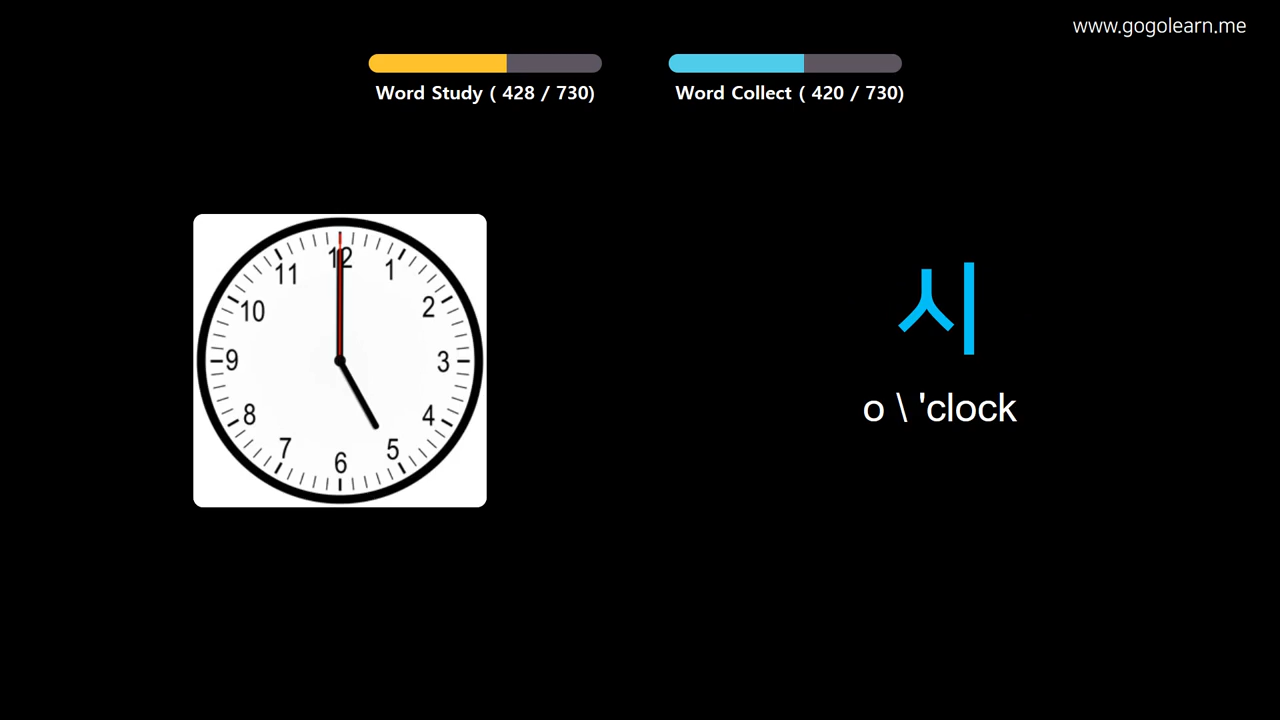 www.gogolearn.me
Word Study ( 428 / 730)
Word Collect ( 420 / 730)
12
1
2
3
4
5
6
7
8
9
10
11
시
o \ 'clock